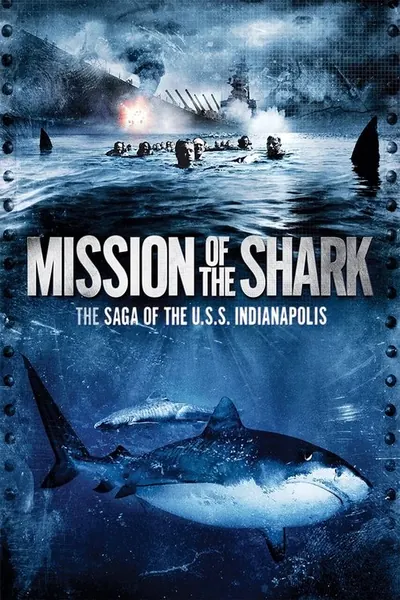 MISSION OF THE SHARK
THE SAGA OF THE U.S.S. INDIANAPOLIS